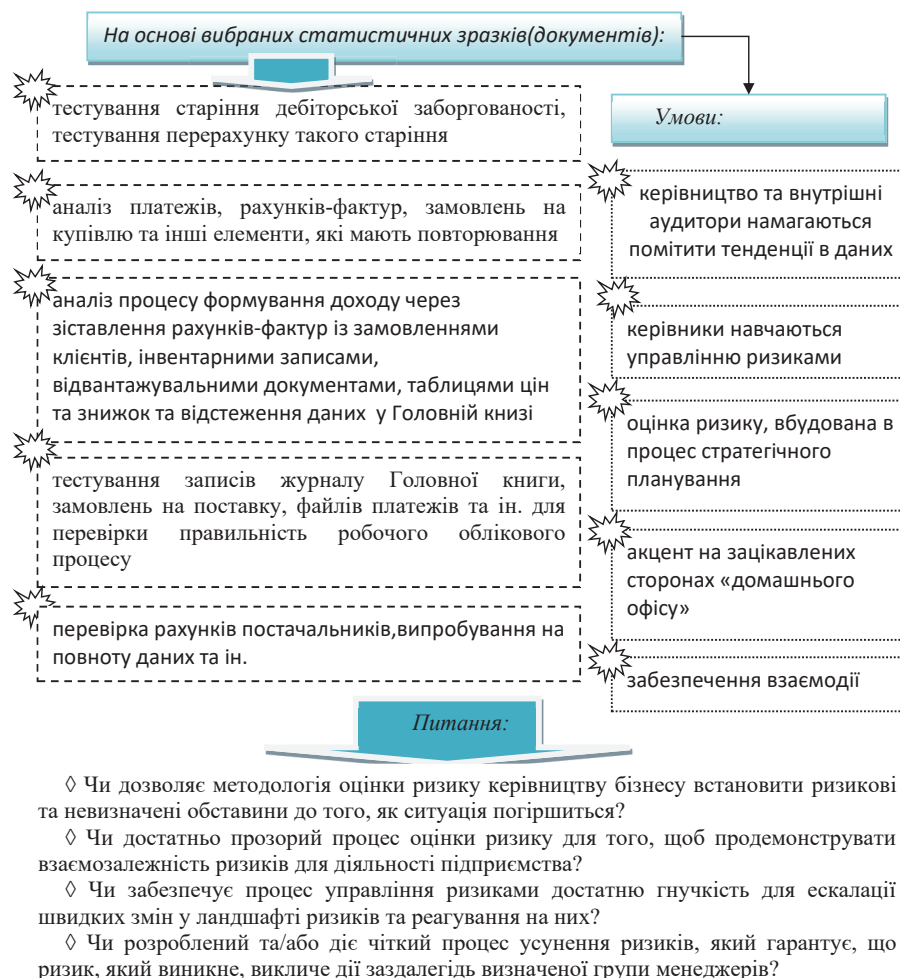 На основі вибраних статистичних зразків(документів):
тестування старіння дебіторської заборгованості,
тестування перерахунку такого старіння
аналіз платежів, рахунків-фактур, замовлень на
купівлю та інші елементи, які мають повторювання
аналіз процесу формування доходу через
зіставлення рахунків-фактур із замовленнями
клієнтів, інвентарними записами,
відвантажувальними документами, таблицями цін
та знижок та відстеження даних у Головній книзі
тестування записів журналу Головної книги,
замовлень на поставку, файлів платежів та ін. для
перевірки правильність робочого облікового
процесу
перевірка рахунків постачальників,випробування на
повноту даних та ін.
Умови:
керівництво та внутрішні
аудитори намагаються
помітити тенденції в даних
керівники навчаються
управлінню ризиками
оцінка ризику, вбудована в
процес стратегічного
планування
акцент на зацікавлених
сторонах «домашнього
офісу»
забезпечення взаємодії
Питання:
◊ Чи дозволяє методологія оцінки ризику керівництву бізнесу встановити ризикові
та невизначені обставини до того, як ситуація погіршиться?
◊ Чи достатньо прозорий процес оцінки ризику для того, щоб продемонструвати
взаємозалежність ризиків для діяльності підприємства?
◊ Чи забезпечує процес управління ризиками достатню гнучкість для ескалації
швидких змін у ландшафті ризиків та реагування на них?
◊ Чи розроблений та/або діє чіткий процес усунення ризиків, який гарантує, що
ризик, який виникне, викличе дії заздалегідь визначеної групи менеджерів?